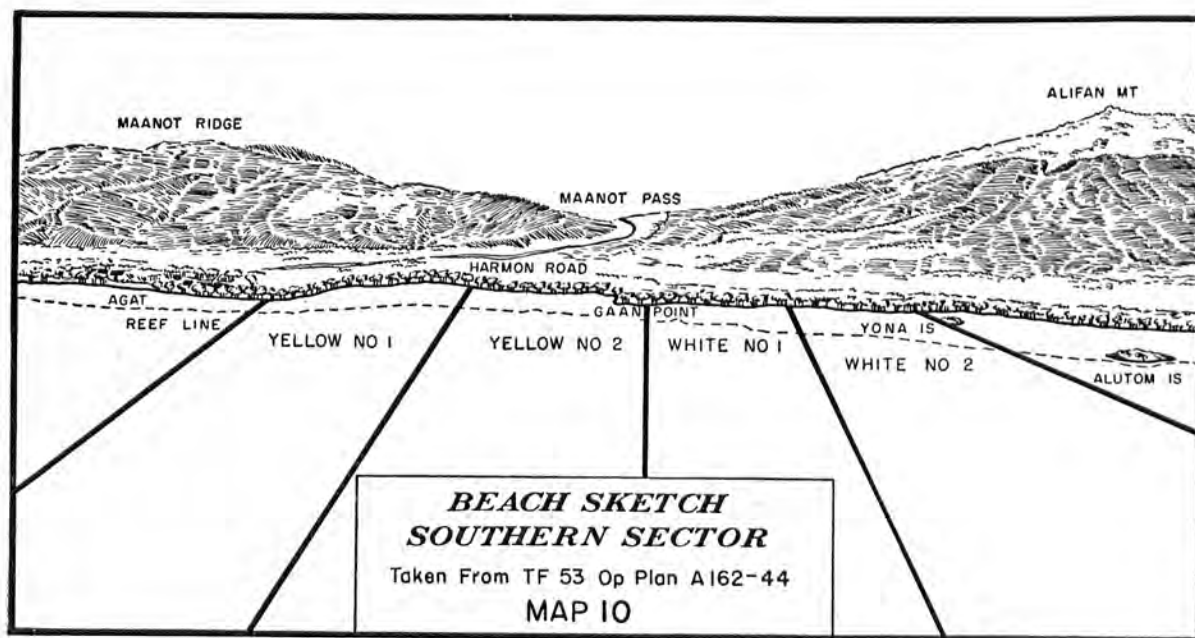 ALIFAN MT
MAANOT RIDGE
MAANOT PASS
HARMON ROAD
AGAT
GAAN POINT
REEF LINE
YONA IS
YELLOW NO 1
YELLOW NO 2
WHITE NO 1
WHITE NO 2
ALUTOM IS
BEACH SKETCH
SOUTHERN SECTOR
Taken From TF 53 Op Plan A162-44
MAP 10